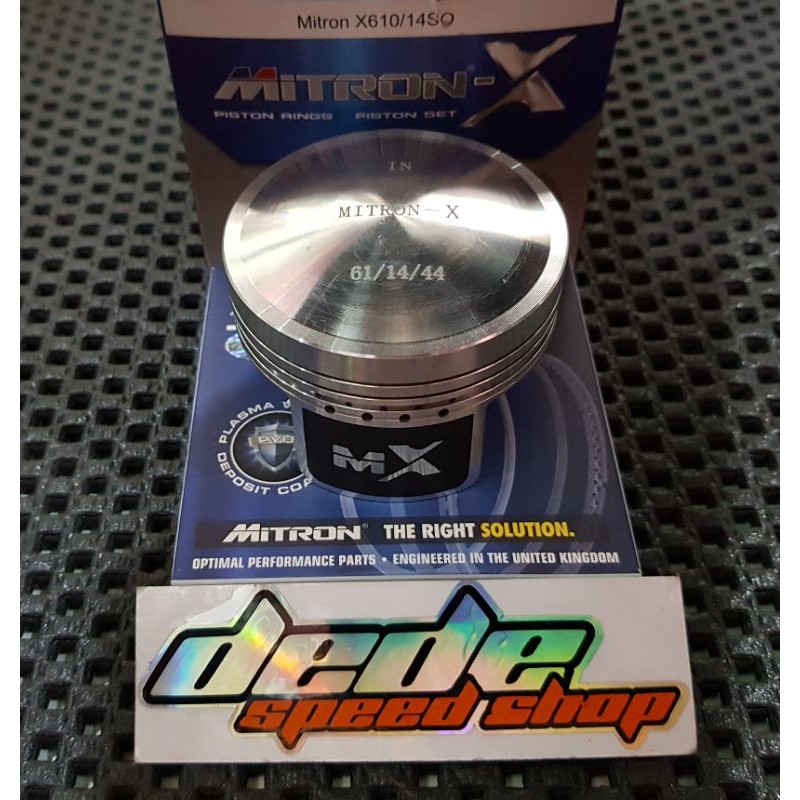 Mitron X610/14SO
MiTRON®-X
PISTON RINGS PISTON SET
IN
MITRON-X
61/14/44
PLASMA
PVD
DEPOSIT
MX
MiTRON® THE RIGHT SOLUTION.
OPTIMAL PERFORMANCE PARTS • ENGINEERED IN THE UNITED KINGDOM
dede
speed shop